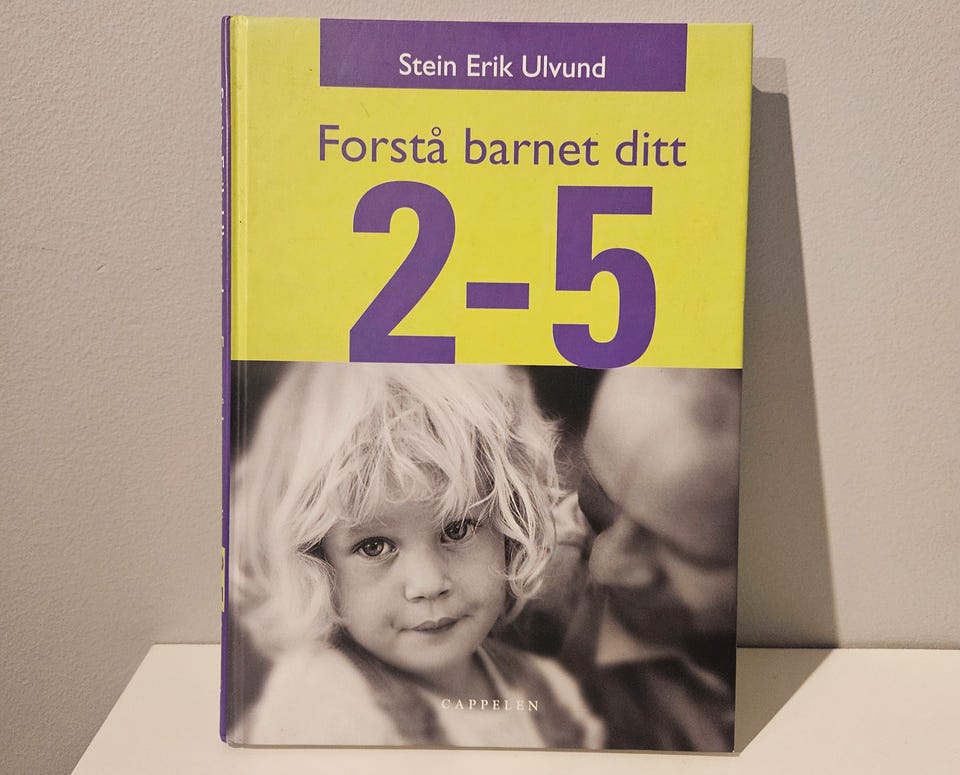 Stein Erik Ulvund
Forstå barnet ditt
2-5
CAPPELEN